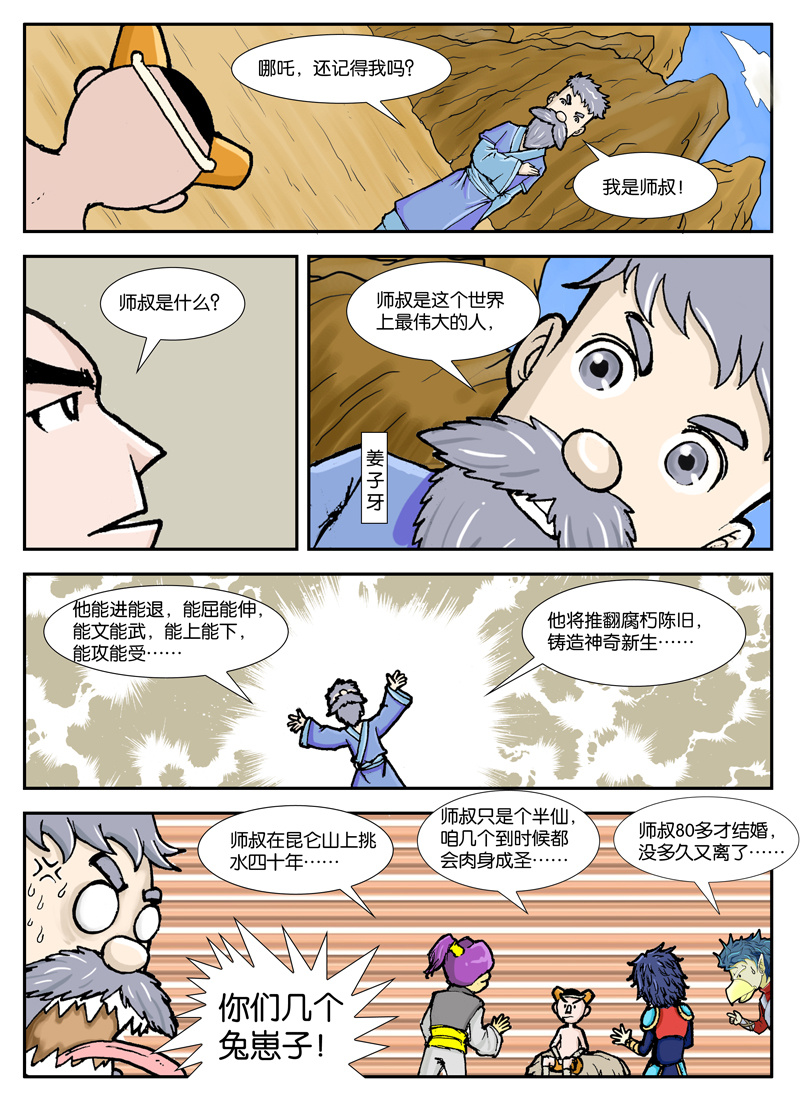 哪吒，还记得我吗？
我是师叔！
师叔是什么？
师叔是这个世界
上最伟大的人，
姜子牙
他能进能退，能屈能伸，
能文能武，能上能下，
能攻能受……
他将推翻腐朽陈旧，
铸造神奇新生……
师叔在昆仑山上挑
水四十年……
师叔只是个半仙，
咱几个到时候都
会肉身成圣……
师叔80多才结婚，
没多久又离了……
你们几个
兔崽子！